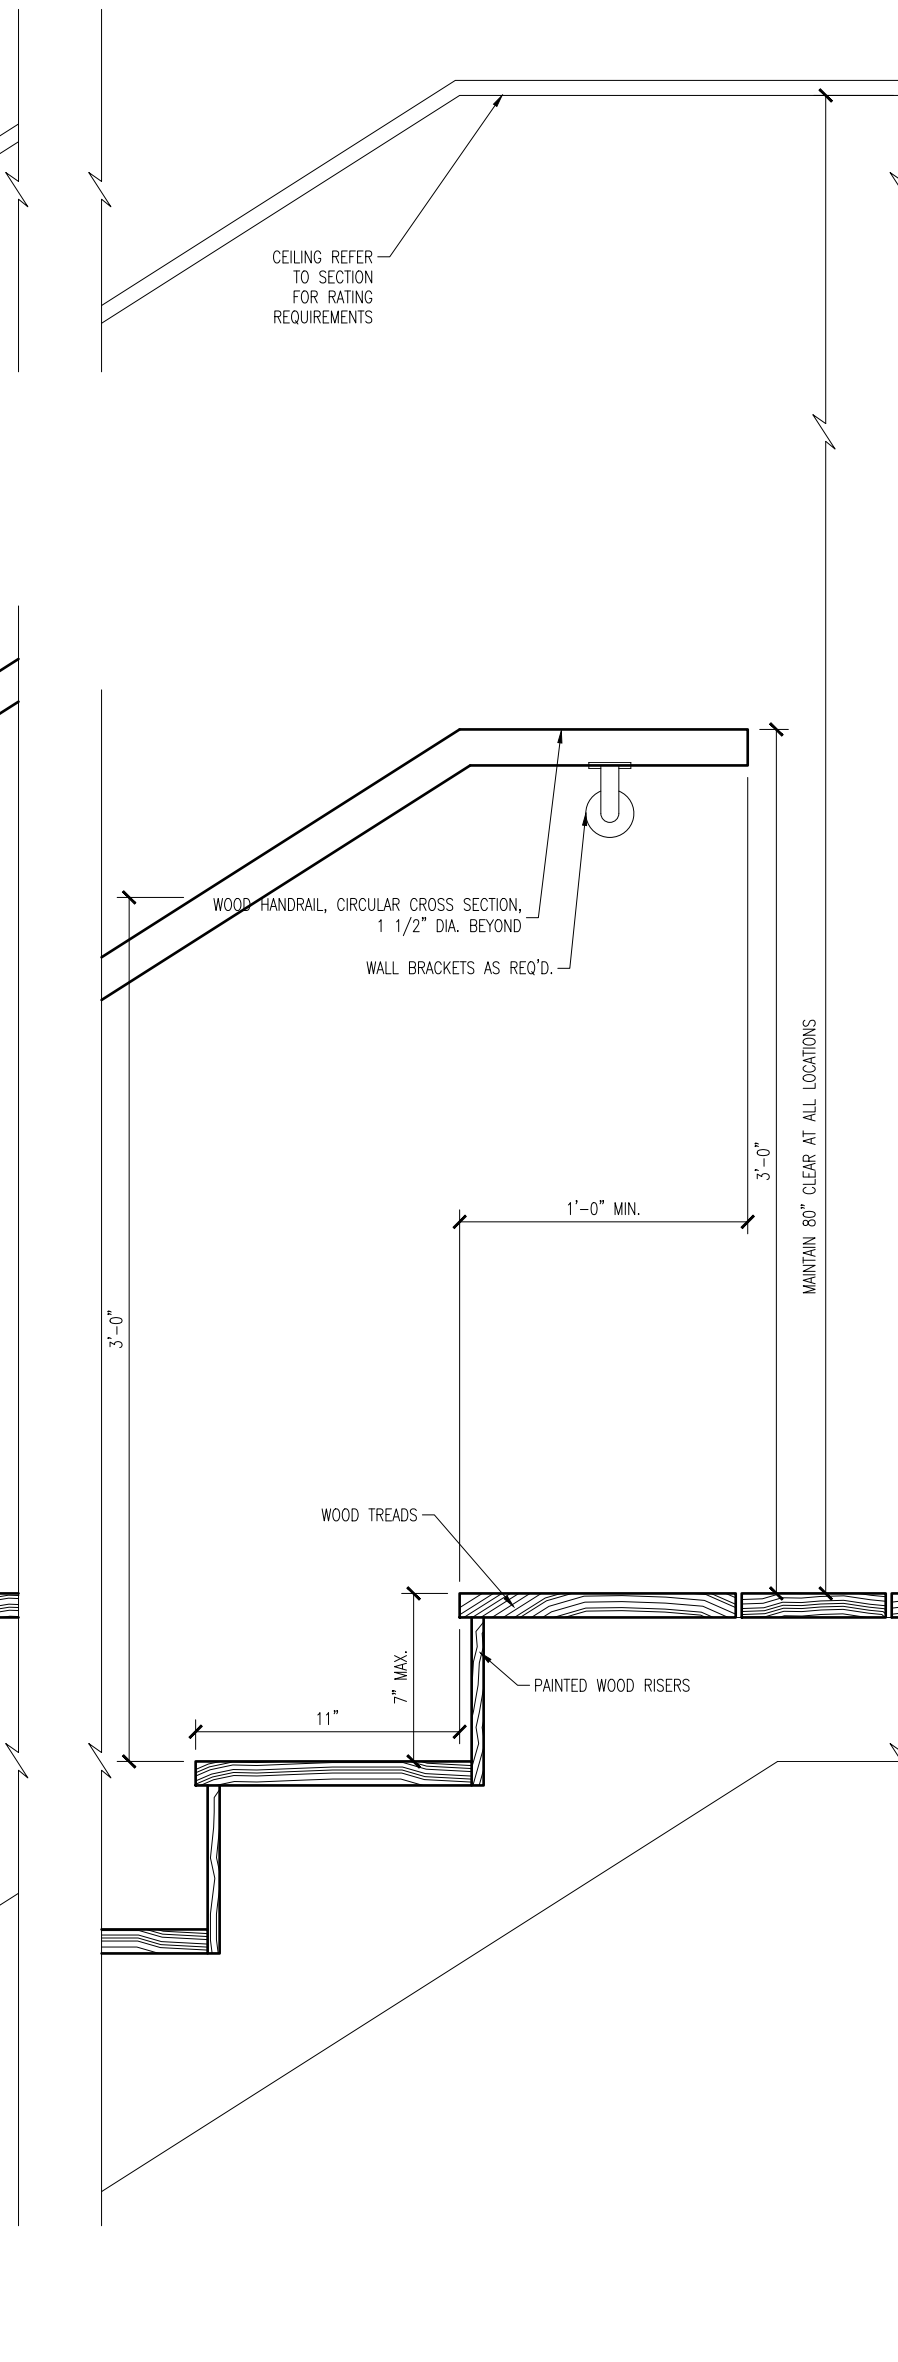 CEILING REFER
TO SECTION
FOR RATING
REQUIREMENTS
WOOD HANDRAIL, CIRCULAR CROSS SECTION,
1 1/2" DIA. BEYOND
WALL BRACKETS AS REQ'D.
MAINTAIN 80" CLEAR AT ALL LOCATIONS
3'-0"
1'-0" MIN.
3'-0"
WOOD TREADS
7" MAX.
PAINTED WOOD RISERS
11"